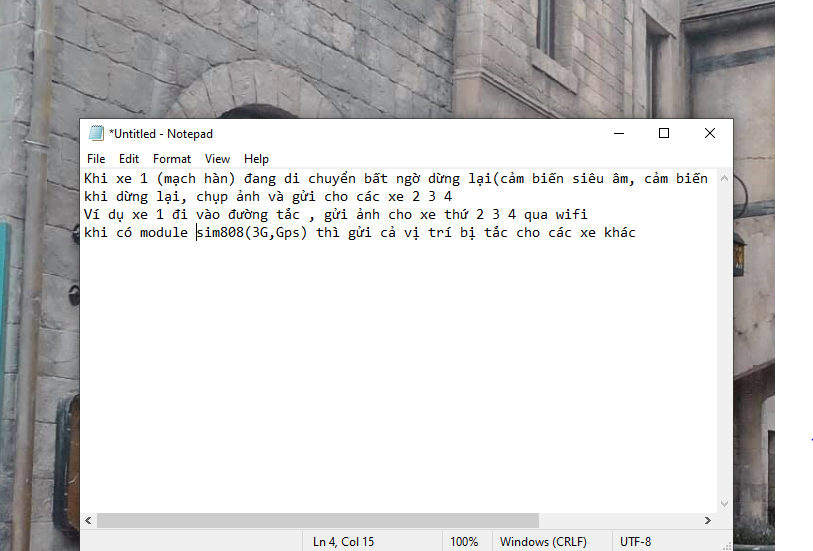 *Untitled - Notepad
File Edit Format View Help
Khi xe 1 (mạch hàn) đang di chuyển bất ngờ dừng lại(cảm biến siêu âm, cảm biến
khi dừng lại, chụp ảnh và gửi cho các xe 2 3 4
Ví dụ xe 1 đi vào đường tắc , gửi ảnh cho xe thứ 2 3 4 qua wifi
khi có module sim808(3G,Gps) thì gửi cả vị trí bị tắc cho các xe khác
Ln 4, Col 15 100% Windows (CRLF) UTF-8